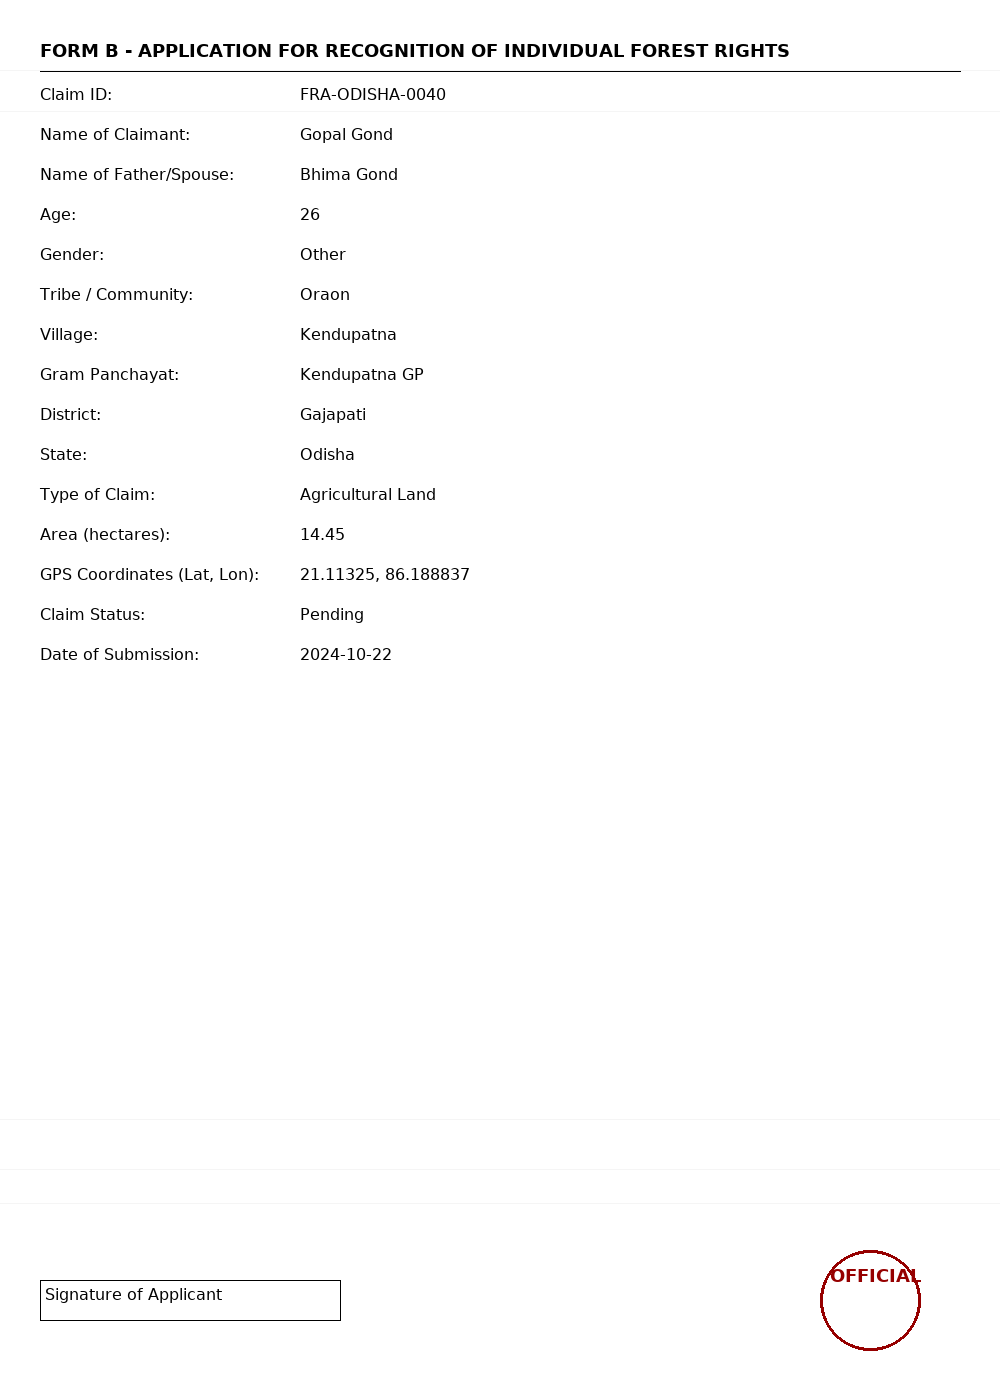 FORM B - APPLICATION FOR RECOGNITION OF INDIVIDUAL FOREST RIGHTS
Claim ID: FRA-ODISHA-0040
Name of Claimant: Gopal Gond
Name of Father/Spouse: Bhima Gond
Age: 26
Gender: Other
Tribe / Community: Oraon
Village: Kendupatna
Gram Panchayat: Kendupatna GP
District: Gajapati
State: Odisha
Type of Claim: Agricultural Land
Area (hectares): 14.45
GPS Coordinates (Lat, Lon): 21.11325, 86.188837
Claim Status: Pending
Date of Submission: 2024-10-22
OFFICIAL
Signature of Applicant